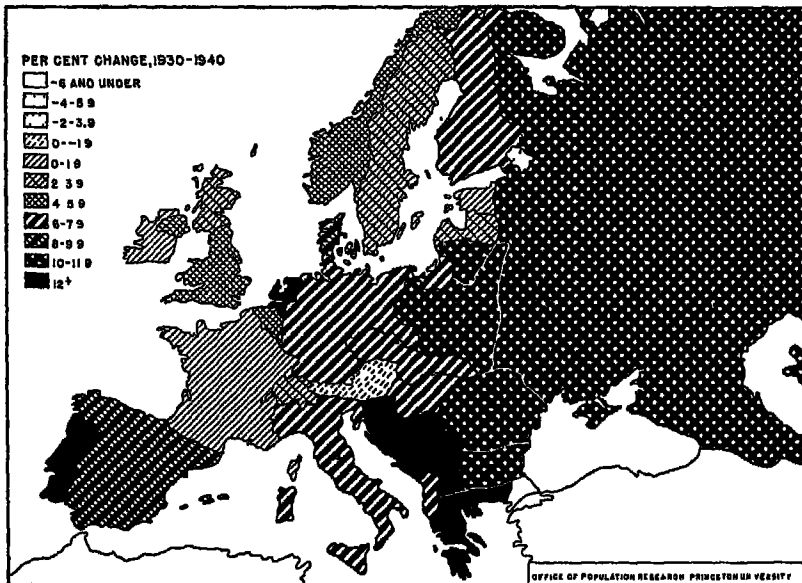 PER CENT CHANGE, 1930-1940
-6 AND UNDER
-4-5 9
-2-3.9
0--1 9
0-1 9
2 3 9
4 5 9
6-7 9
8-9 9
10-11 9
12+
OFFICE OF POPULATION RESEARCH PRINCETON UN VERSITY